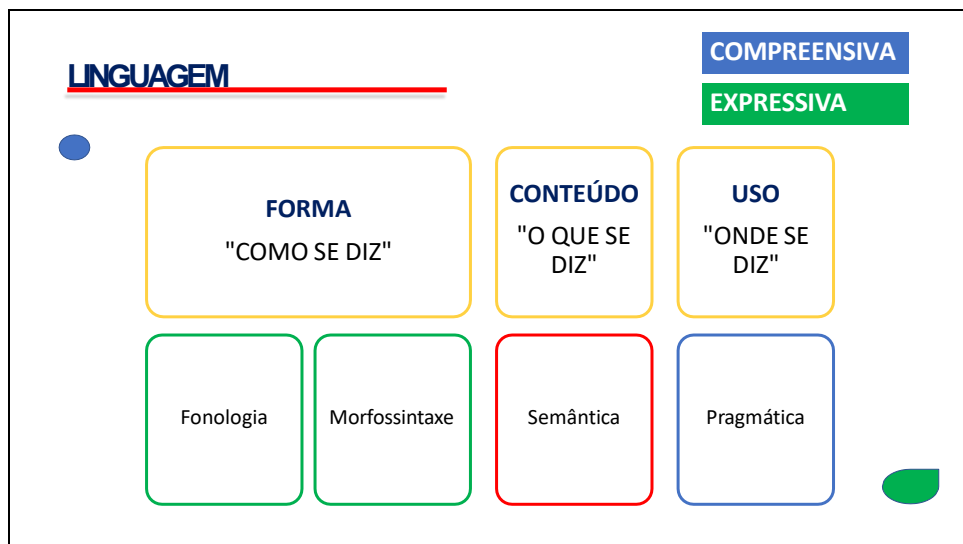 LINGUAGEM
COMPREENSIVA
EXPRESSIVA
FORMA
"COMO SE DIZ"
CONTEÚDO
"O QUE SE
DIZ"
USO
"ONDE SE
DIZ"
Fonologia
Morfossintaxe
Semântica
Pragmática